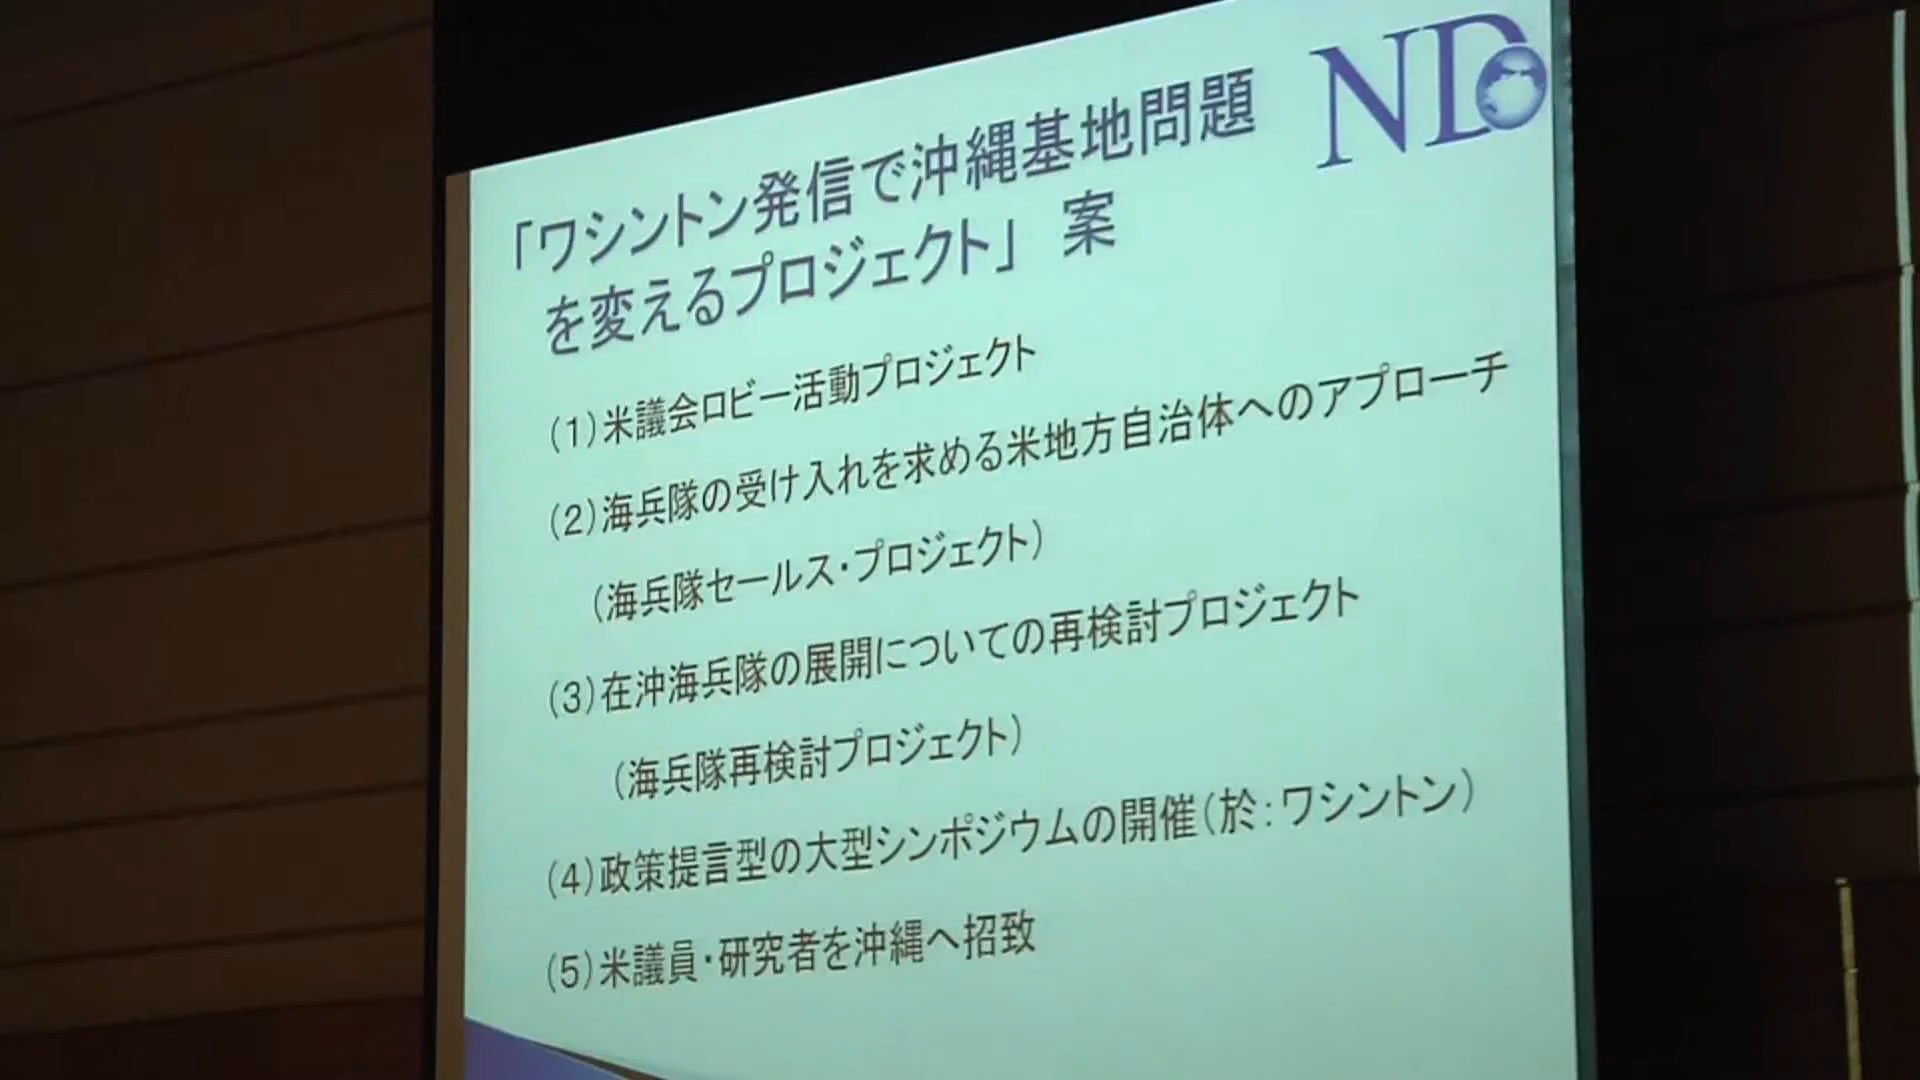 ND
「ワシントン発信で沖縄基地問題
を変えるプロジェクト」 案
(1)米議会ロビー活動プロジェクト
(2)海兵隊の受け入れを求める米地方自治体へのアプローチ
(海兵隊セールス・プロジェクト)
(3)在沖海兵隊の展開についての再検討プロジェクト
(海兵隊再検討プロジェクト)
(4)政策提言型の大型シンポジウムの開催(於:ワシントン)
(5)米議員・研究者を沖縄へ招致